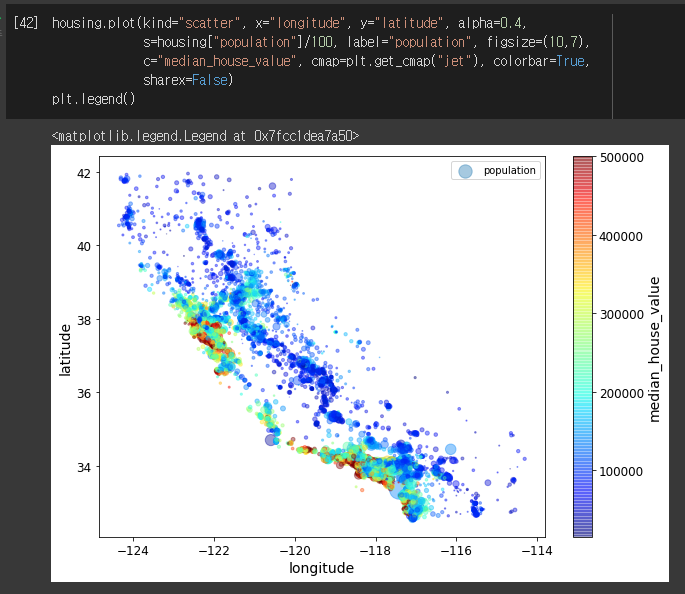 [42] housing.plot(kind="scatter", x="longitude", y="latitude", alpha=0.4,
s=housing["population"]/100, label="population", figsize=(10,7),
c="median_house_value", cmap=plt.get_cmap("jet"), colorbar=True,
sharex=False)
plt.legend()
<matplotlib.legend.Legend at 0x7fcc1dea7a50>
population
42
40
38
36
34
latitude
−124
−122
−120
−118
−116
−114
longitude
500000
400000
300000
200000
100000
median_house_value